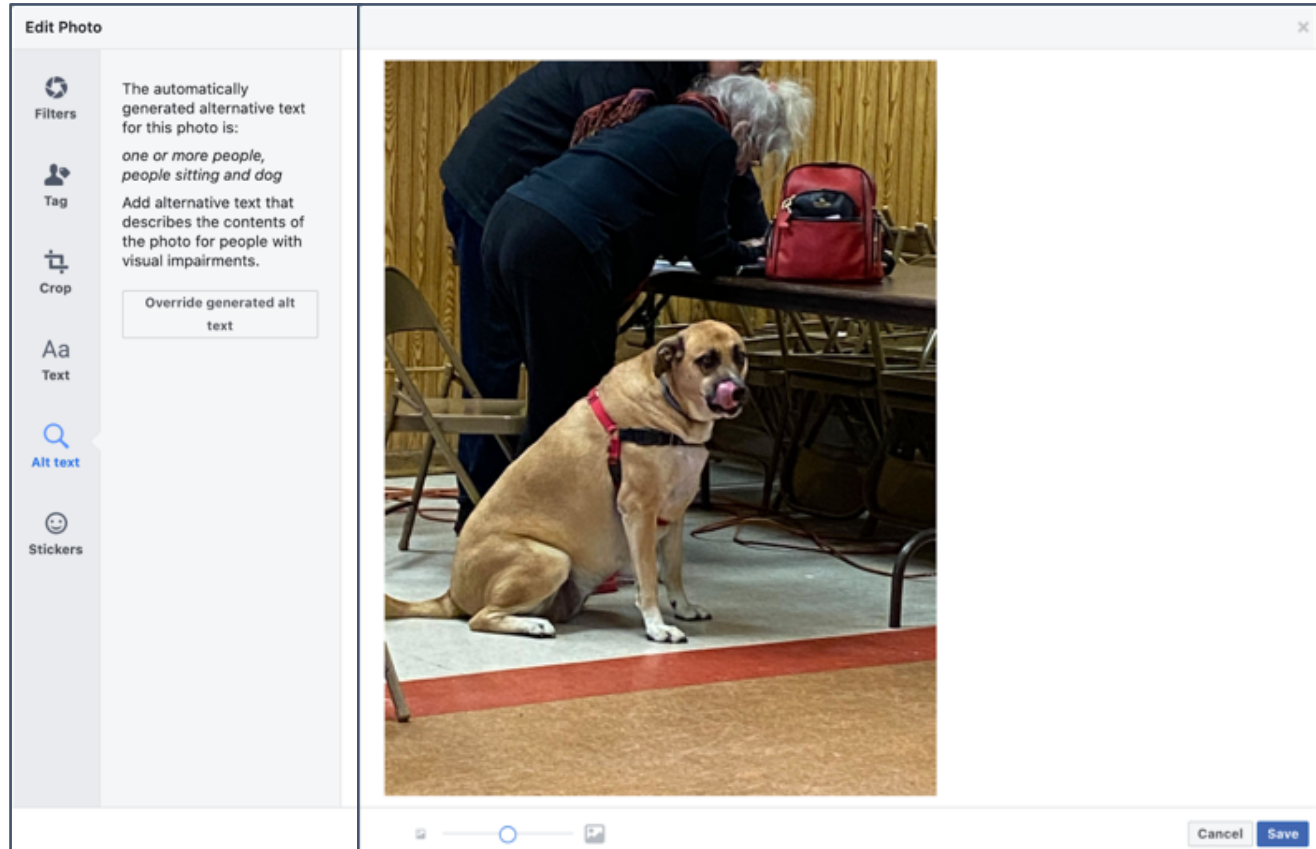 Edit Photo
×
Filters
Tag
Crop
Aa
Text
Alt text
Stickers
The automatically
generated alternative text
for this photo is:
one or more people,
people sitting and dog
Add alternative text that
describes the contents of
the photo for people with
visual impairments.
Override generated alt
text
Cancel
Save